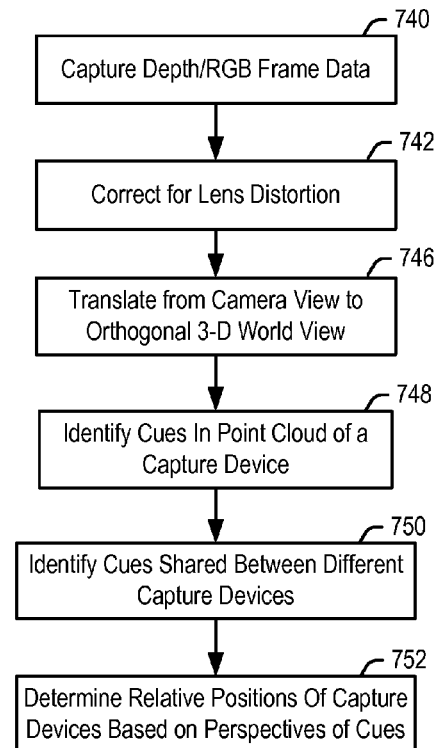 740
Capture Depth/RGB Frame Data
742
Correct for Lens Distortion
746
Translate from Camera View to
Orthogonal 3-D World View
748
Identify Cues In Point Cloud of a
Capture Device
750
Identify Cues Shared Between Different
Capture Devices
752
Determine Relative Positions Of Capture
Devices Based on Perspectives of Cues